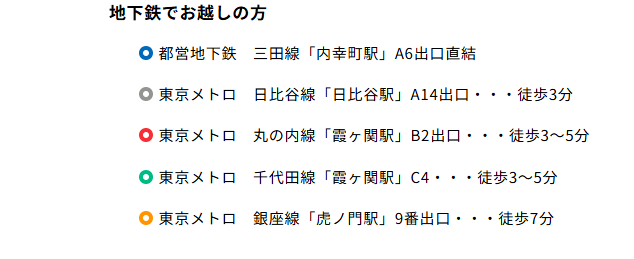 地下鉄でお越しの方
都営地下鉄　三田線「内幸町駅」A6出口直結
東京メトロ　日比谷線「日比谷駅」A14出口・・・徒歩3分
東京メトロ　丸の内線「霞ヶ関駅」B2出口・・・徒歩3～5分
東京メトロ　千代田線「霞ヶ関駅」C4・・・徒歩3～5分
東京メトロ　銀座線「虎ノ門駅」9番出口・・・徒歩7分